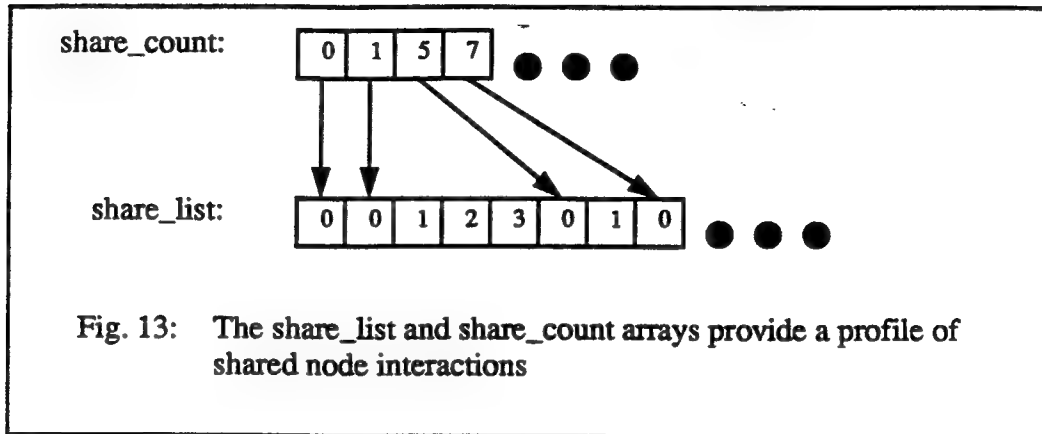 share_count:
0 1 5 7
share_list:
0 0 1 2 3 0 1 0
Fig. 13: The share_list and share_count arrays provide a profile of
shared node interactions